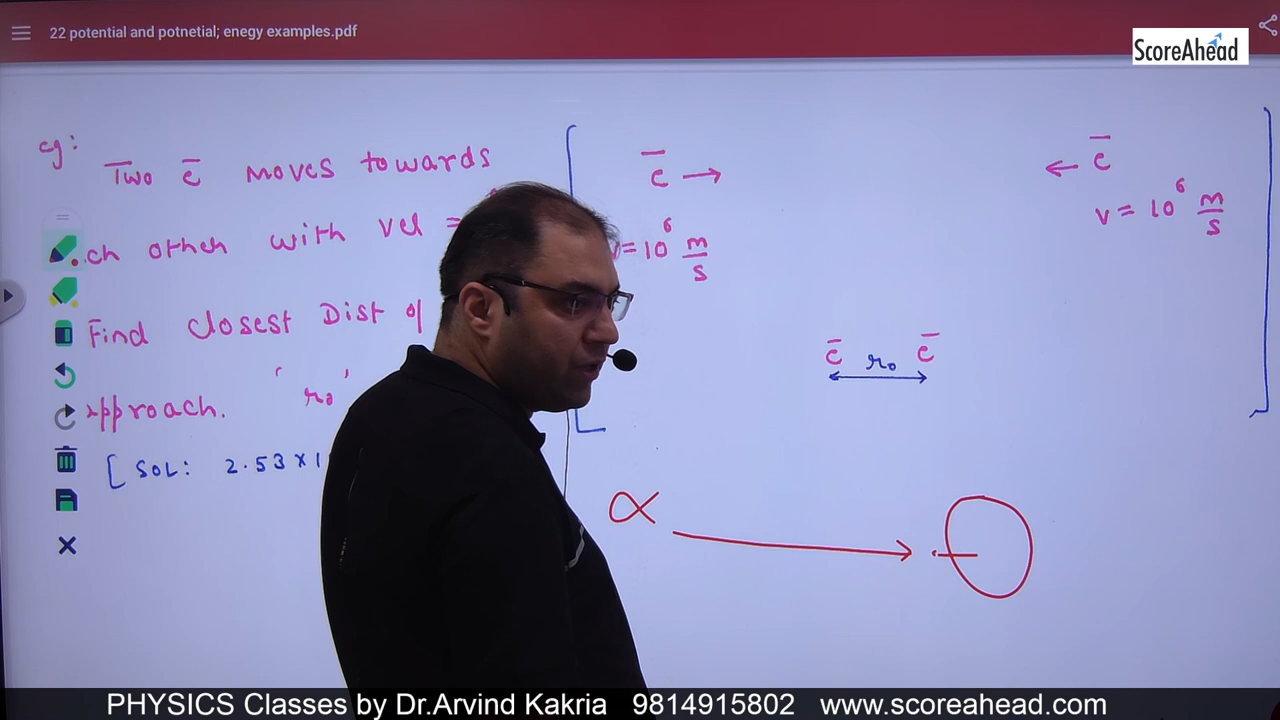 22 potential and potnetial; enegy examples.pdf
ScoreAhead
eg:
Two e̅ moves towards
ch other with vel =
Find closest Dist of
approach. 'r₀'
[ SOL: 2.53 × 1
e̅ →
v = 10⁶ m/s
← e̅
v = 10⁶ m/s
e̅ r₀ e̅
α
PHYSICS Classes by Dr.Arvind Kakria 9814915802 www.scoreahead.com